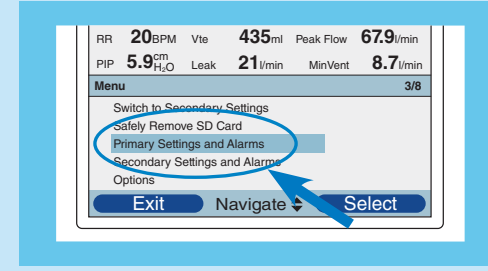 RR 20BPM Vte 435ml Peak Flow 67.9l/min
PIP 5.9cmH₂O Leak 21l/min MinVent 8.7l/min
Menu 3/8
Switch to Secondary Settings
Safely Remove SD Card
Primary Settings and Alarms
Secondary Settings and Alarms
Options
Exit Navigate Select